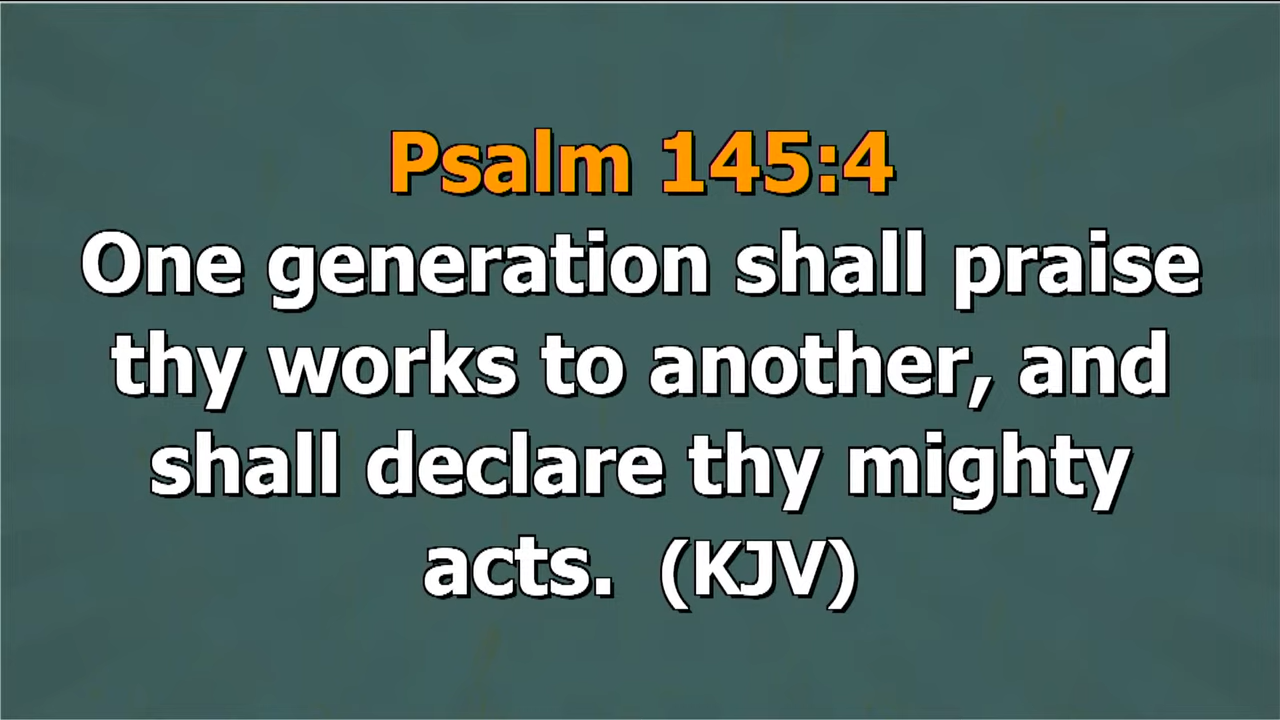 Psalm 145:4
One generation shall praise
thy works to another, and
shall declare thy mighty
acts.  (KJV)